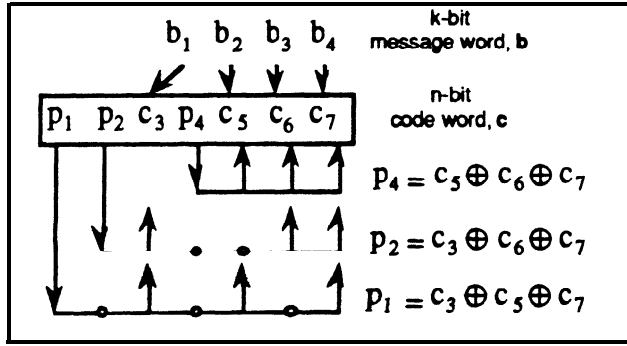 k-bit
b₁ b₂ b₃ b₄ message word, b
n-bit
p₁ p₂ c₃ p₄ c₅ c₆ c₇ code word, c
p₄ = c₅ ⊕ c₆ ⊕ c₇
p₂ = c₃ ⊕ c₆ ⊕ c₇
p₁ = c₃ ⊕ c₅ ⊕ c₇